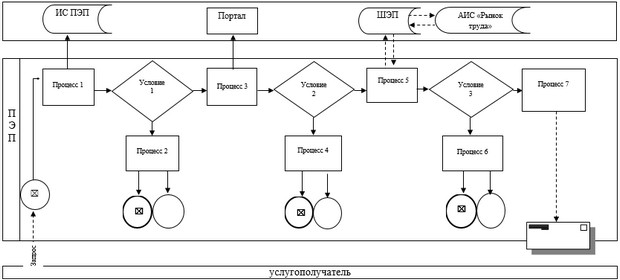 ИС ПЭП
Портал
ШЭП
АИС «Рынок
труда»
ПЭП
Процесс 1
Условие
1
Процесс 3
Условие
2
Процесс 5
Условие
3
Процесс 7
Процесс 2
Процесс 4
Процесс 6
Запрос
услугополучатель